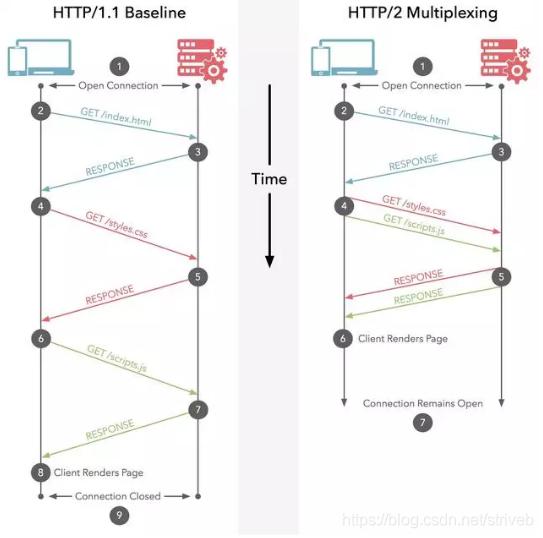 HTTP/1.1 Baseline
1
Open Connection
2
GET /index.html
3
RESPONSE
4
GET /styles.css
5
RESPONSE
6
GET /scripts.js
7
RESPONSE
8
Client Renders Page
Connection Closed
9
Time
HTTP/2 Multiplexing
1
Open Connection
2
GET /index.html
3
RESPONSE
4
GET /styles.css
GET /scripts.js
5
RESPONSE
RESPONSE
6
Client Renders Page
Connection Remains Open
7
https://blog.csdn.net/striveb